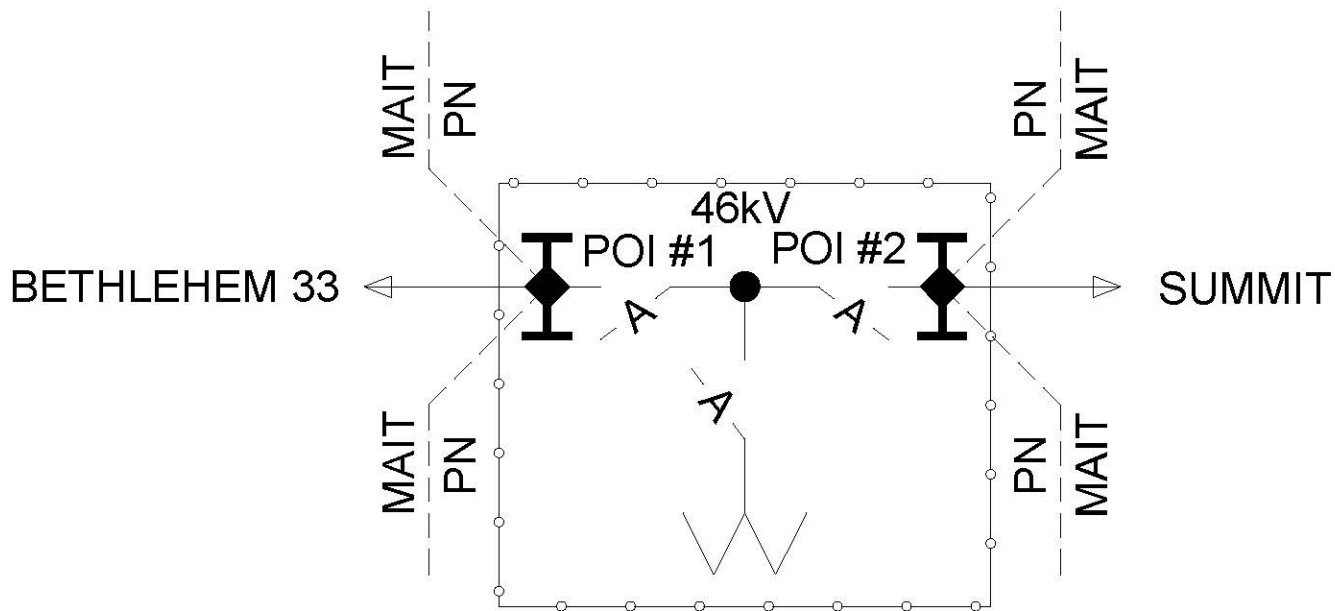 MAIT
PN
PN
MAIT
46kV
POI #1
POI #2
BETHLEHEM 33
SUMMIT
A
A
A
MAIT
PN
PN
MAIT